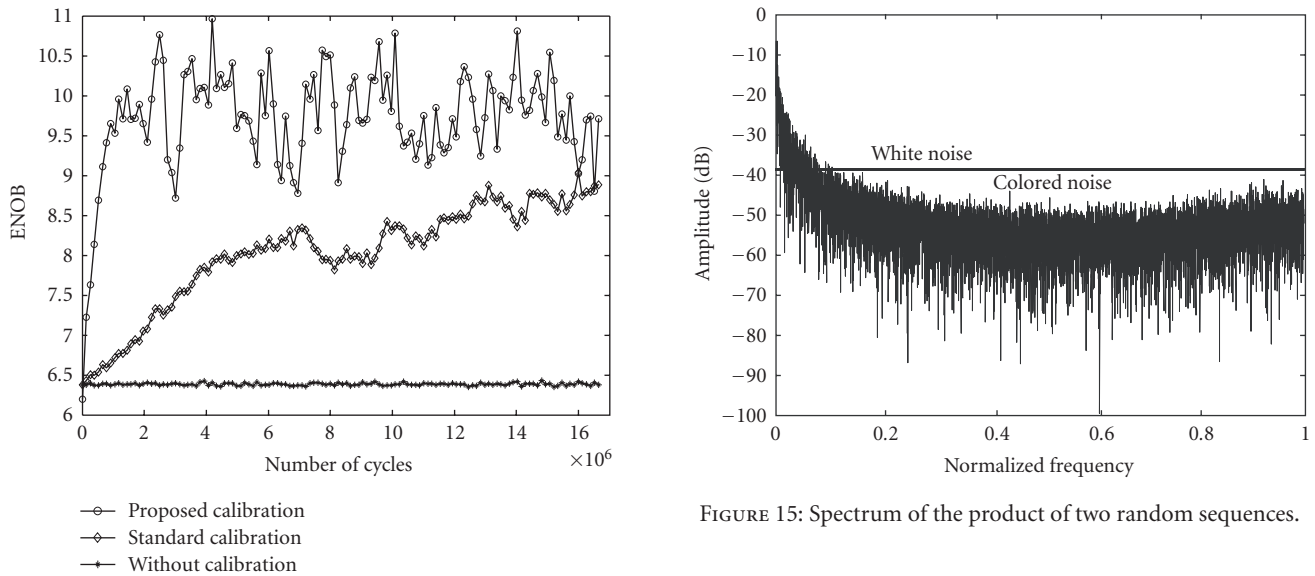 11
10.5
10
9.5
9
8.5
8
7.5
7
6.5
6
ENOB
0 2 4 6 8 10 12 14 16
×10⁶
Number of cycles
Proposed calibration
Standard calibration
Without calibration
0
−10
−20
−30
−40
−50
−60
−70
−80
−90
−100
Amplitude (dB)
White noise
Colored noise
0 0.2 0.4 0.6 0.8 1
Normalized frequency
FIGURE 15: Spectrum of the product of two random sequences.